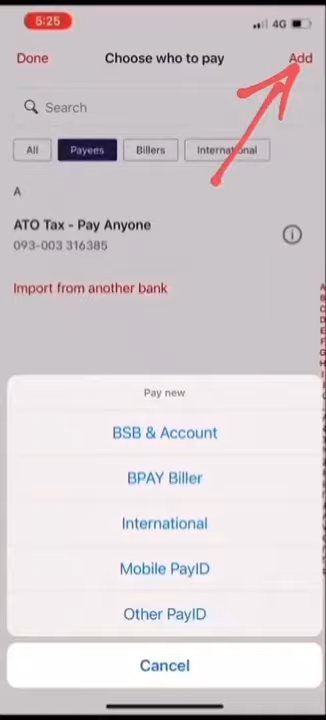 5:25 4G
Done Choose who to pay Add
Search
All Payees Billers International
A
ATO Tax - Pay Anyone
093-003 316385
Import from another bank
A
B
C
D
E
F
G
H
I
Pay new
BSB & Account
BPAY Biller
International
Mobile PayID
Other PayID
Cancel